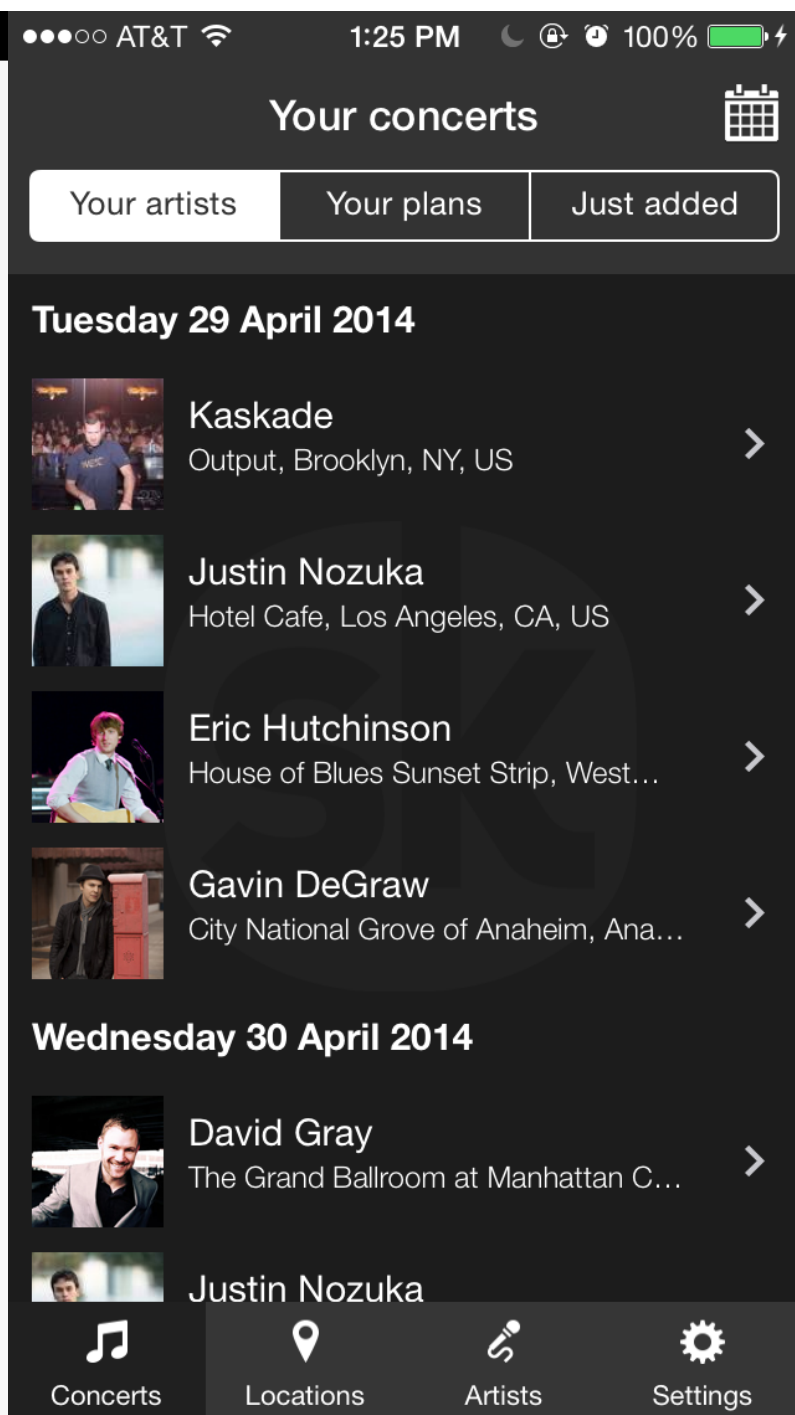 AT&T 1:25 PM 100%
Your concerts
Your artists Your plans Just added
Tuesday 29 April 2014
Kaskade
Output, Brooklyn, NY, US
Justin Nozuka
Hotel Cafe, Los Angeles, CA, US
Eric Hutchinson
House of Blues Sunset Strip, West...
Gavin DeGraw
City National Grove of Anaheim, Ana...
sk
Wednesday 30 April 2014
David Gray
The Grand Ballroom at Manhattan C...
Justin Nozuka
Concerts Locations Artists Settings